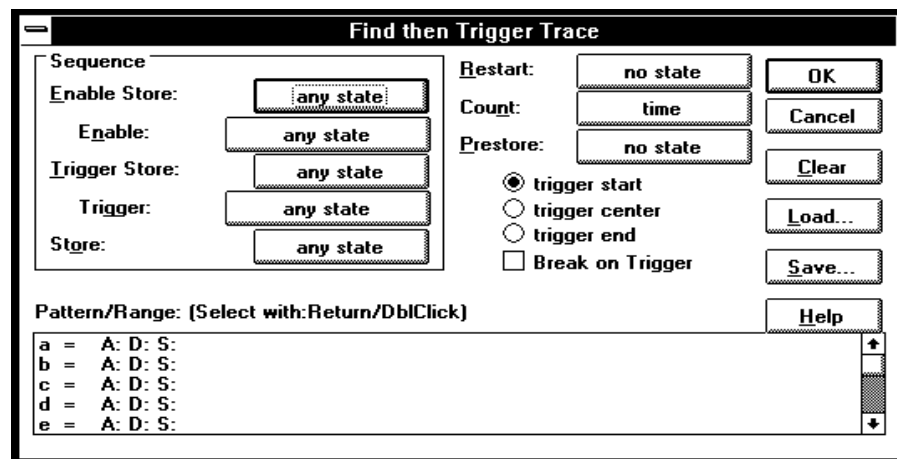 Find then Trigger Trace
Sequence
Enable Store: any state
Enable: any state
Trigger Store: any state
Trigger: any state
Store: any state
Restart: no state
Count: time
Prestore: no state
trigger start
trigger center
trigger end
Break on Trigger
OK
Cancel
Clear
Load...
Save...
Help
Pattern/Range: (Select with:Return/DblClick)
a = A: D: S:
b = A: D: S:
c = A: D: S:
d = A: D: S:
e = A: D: S: